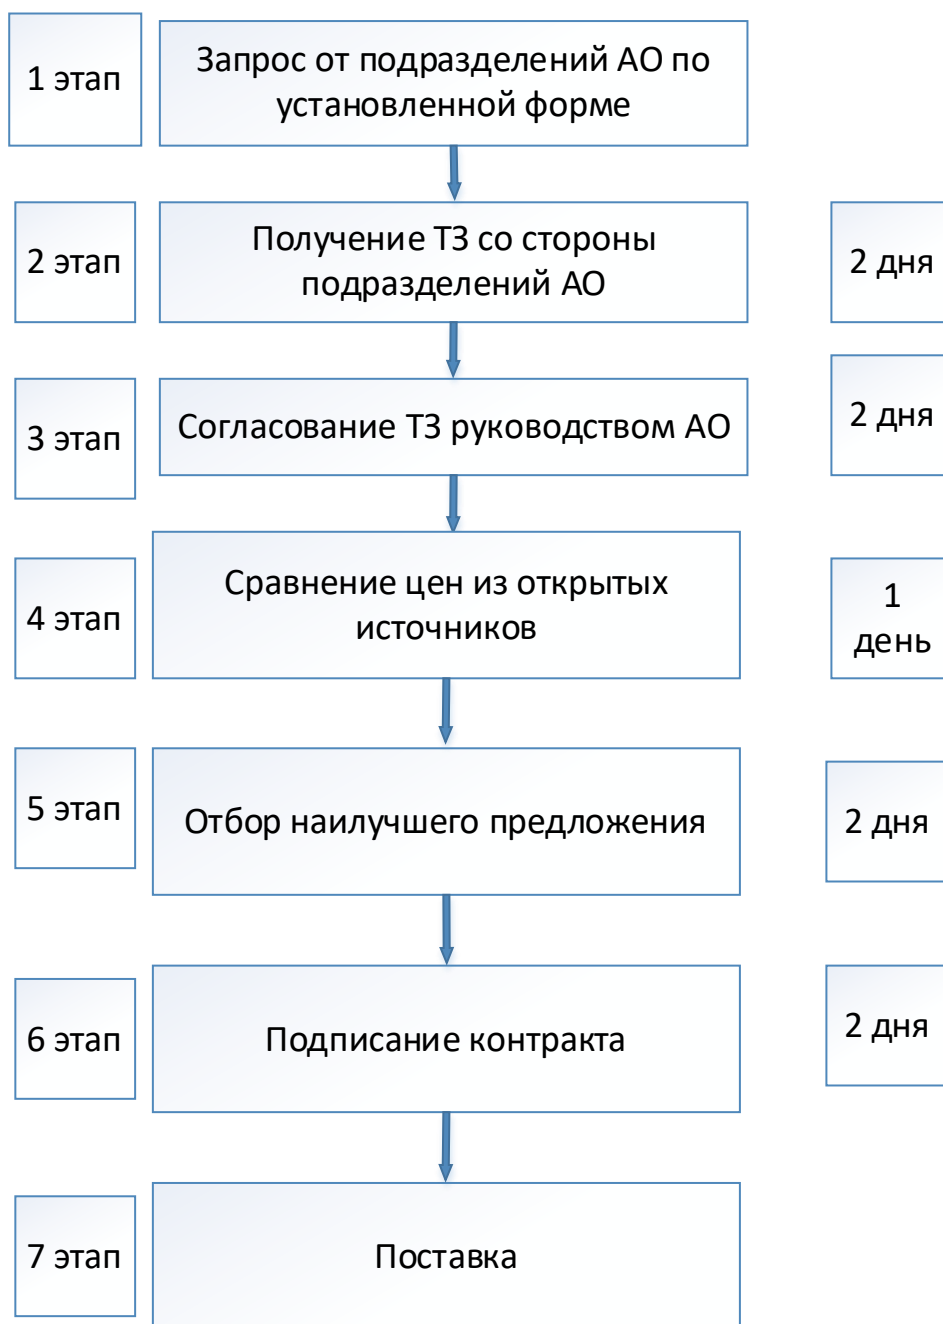 1 этап
Запрос от подразделений АО по
установленной форме
2 этап
Получение ТЗ со стороны
подразделений АО
2 дня
3 этап
Согласование ТЗ руководством АО
2 дня
4 этап
Сравнение цен из открытых
источников
1
день
5 этап
Отбор наилучшего предложения
2 дня
6 этап
Подписание контракта
2 дня
7 этап
Поставка